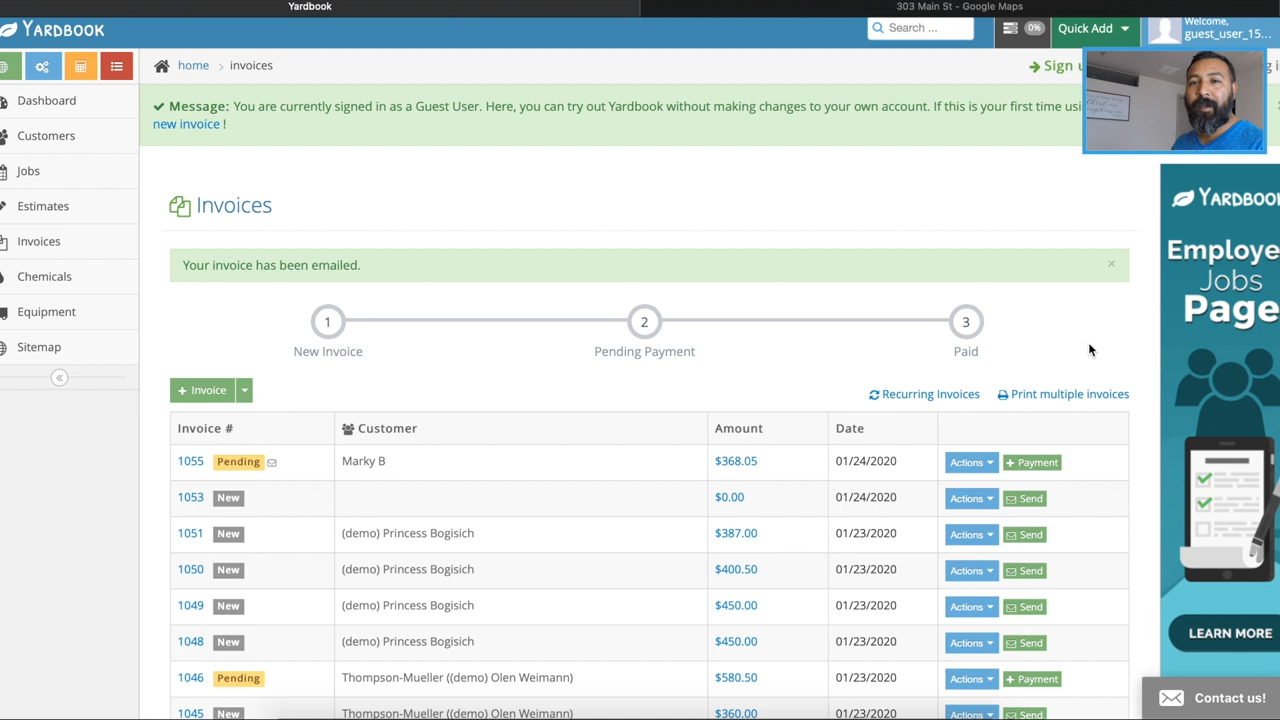 Yardbook
303 Main St - Google Maps
YARDBOOK
Search ...
0%
Quick Add
Welcome,
guest_user_15...
home > invoices
Sign u
Message: You are currently signed in as a Guest User. Here, you can try out Yardbook without making changes to your own account. If this is your first time usi
new invoice !
Dashboard
Customers
Jobs
Estimates
Invoices
Chemicals
Equipment
Sitemap
Invoices
Your invoice has been emailed.
×
1
2
3
New Invoice
Pending Payment
Paid
+ Invoice
Recurring Invoices
Print multiple invoices
Invoice # Customer Amount Date
1055 Pending Marky B $368.05 01/24/2020 Actions + Payment
1053 New $0.00 01/24/2020 Actions Send
1051 New (demo) Princess Bogisich $387.00 01/23/2020 Actions Send
1050 New (demo) Princess Bogisich $400.50 01/23/2020 Actions Send
1049 New (demo) Princess Bogisich $450.00 01/23/2020 Actions Send
1048 New (demo) Princess Bogisich $450.00 01/23/2020 Actions Send
1046 Pending Thompson-Mueller ((demo) Olen Weimann) $580.50 01/23/2020 Actions + Payment
1045 New Thompson-Mueller ((demo) Olen Weimann) $360.00 01/23/2020 Actions Send
YARDBOO
Employe
Jobs
Page
LEARN MORE
Contact us!